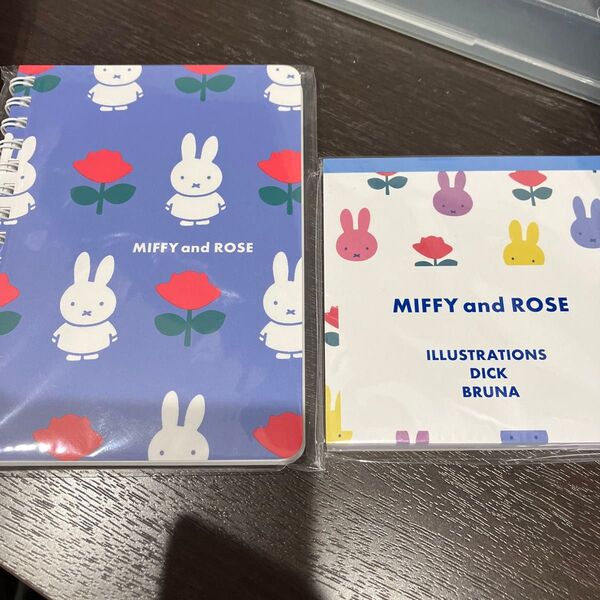 MIFFY and ROSE
MIFFY and ROSE
ILLUSTRATIONS
DICK
BRUNA